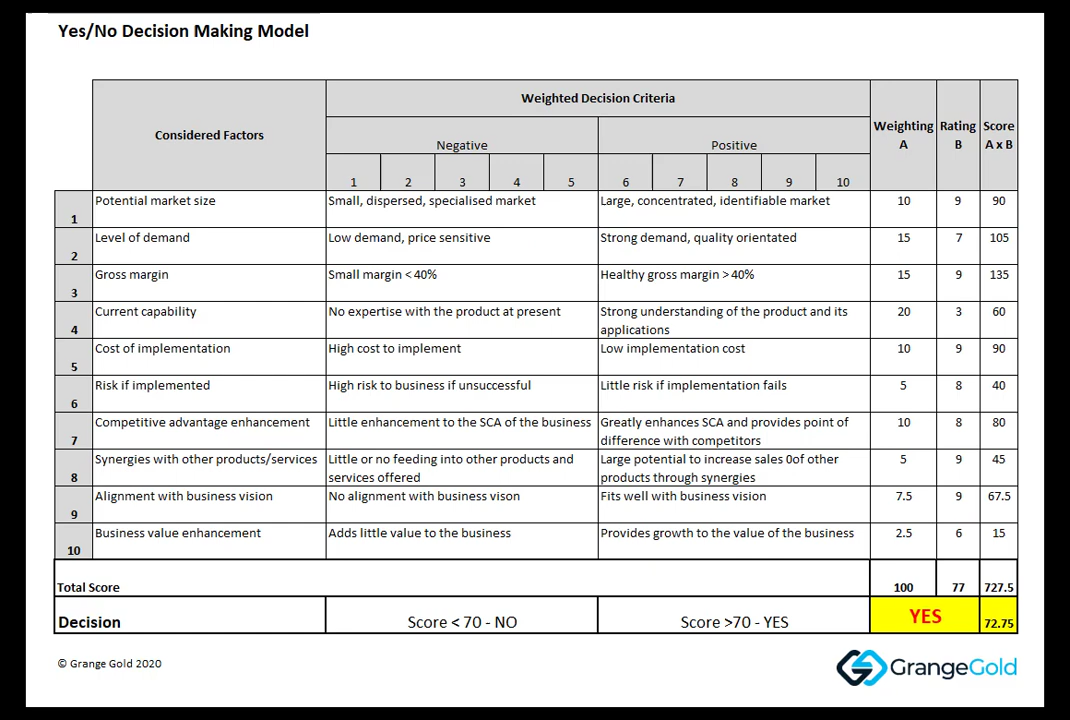 Yes/No Decision Making Model
Considered Factors
Weighted Decision Criteria
Weighting A
Rating B
Score A x B
Negative
Positive
1 2 3 4 5 6 7 8 9 10
1 Potential market size Small, dispersed, specialised market Large, concentrated, identifiable market 10 9 90
2 Level of demand Low demand, price sensitive Strong demand, quality orientated 15 7 105
3 Gross margin Small margin < 40% Healthy gross margin > 40% 15 9 135
4 Current capability No expertise with the product at present Strong understanding of the product and its applications 20 3 60
5 Cost of implementation High cost to implement Low implementation cost 10 9 90
6 Risk if implemented High risk to business if unsuccessful Little risk if implementation fails 5 8 40
7 Competitive advantage enhancement Little enhancement to the SCA of the business Greatly enhances SCA and provides point of difference with competitors 10 8 80
8 Synergies with other products/services Little or no feeding into other products and services offered Large potential to increase sales 0of other products through synergies 5 9 45
9 Alignment with business vision No alignment with business vison Fits well with business vision 7.5 9 67.5
10 Business value enhancement Adds little value to the business Provides growth to the value of the business 2.5 6 15
Total Score 100 77 727.5
Decision Score < 70 - NO Score >70 - YES YES 72.75
© Grange Gold 2020
GrangeGold